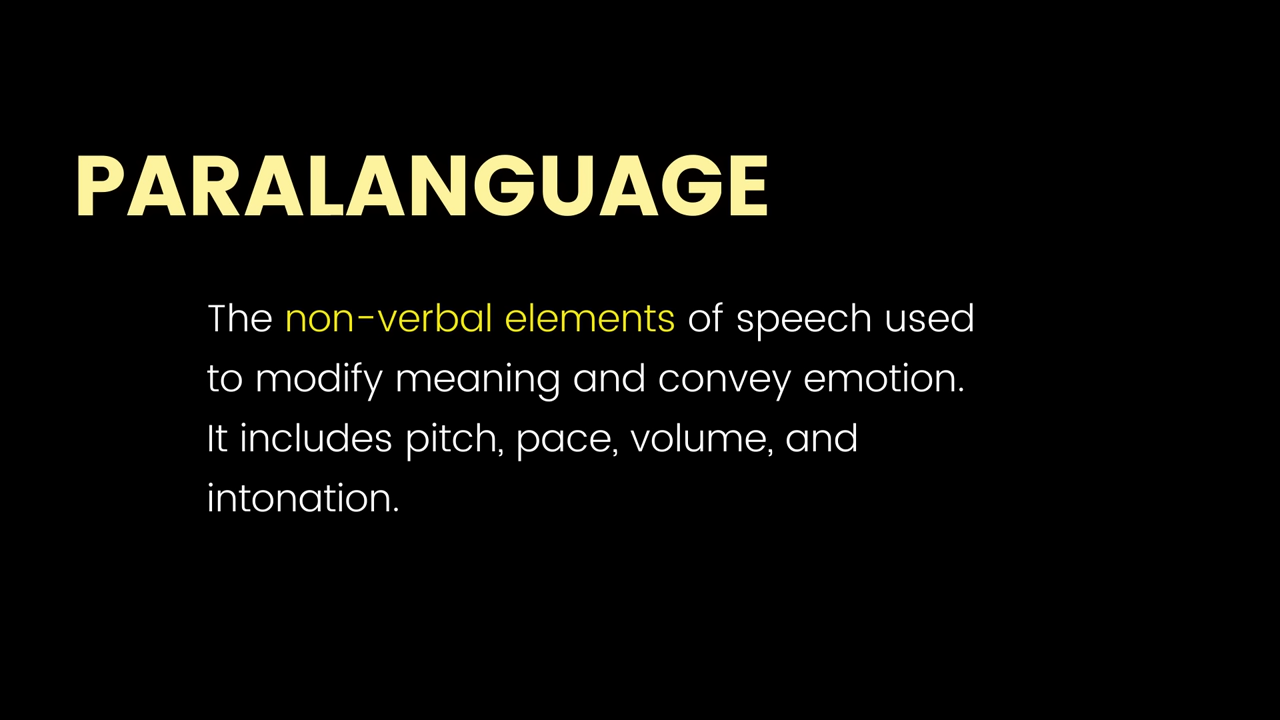 PARALANGUAGE
The non-verbal elements of speech used
to modify meaning and convey emotion.
It includes pitch, pace, volume, and
intonation.